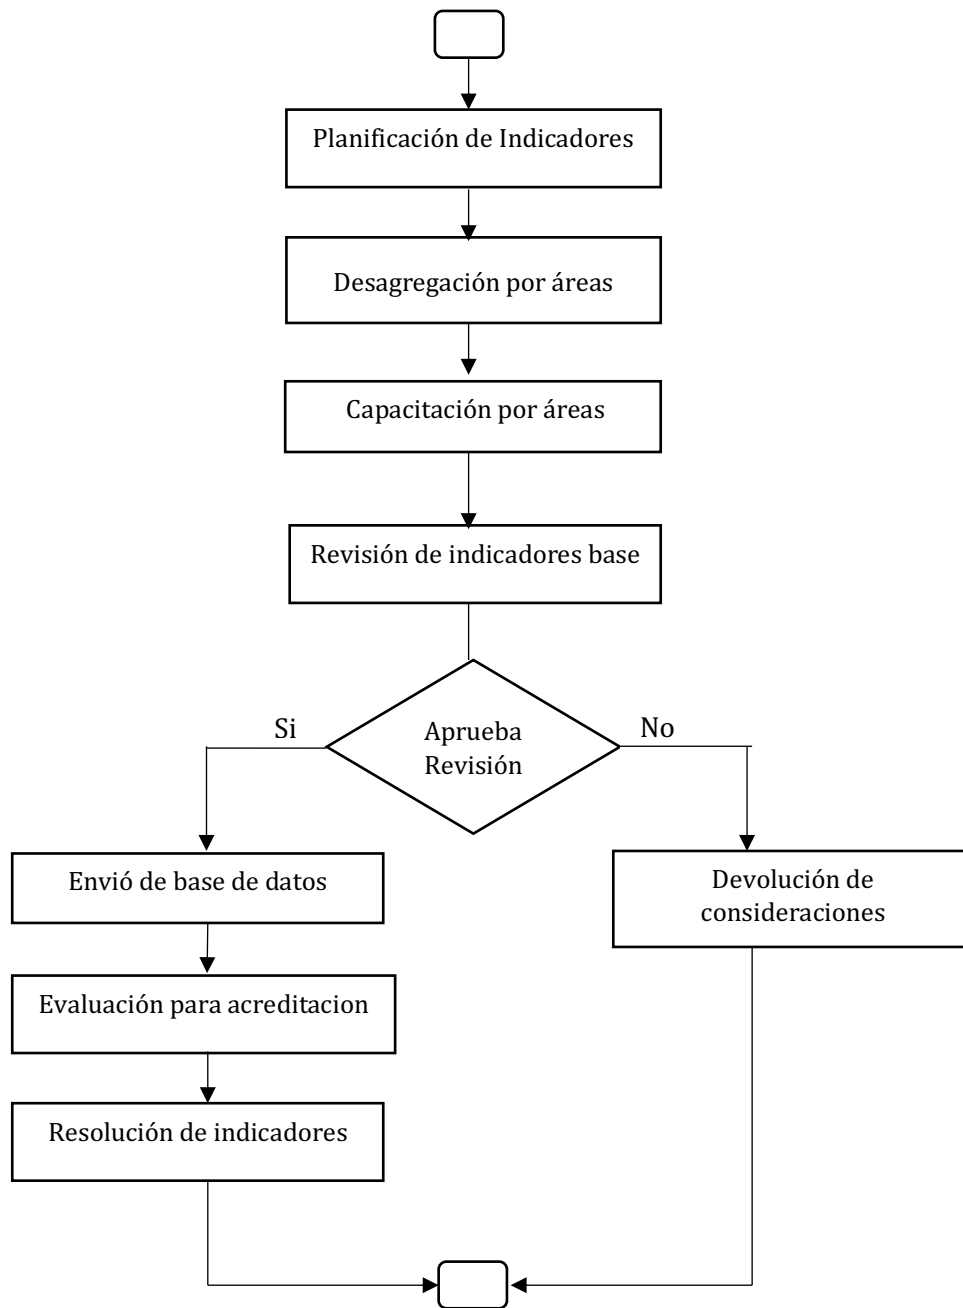 Planificación de Indicadores
Desagregación por áreas
Capacitación por áreas
Revisión de indicadores base
Si
Aprueba
Revisión
No
Envió de base de datos
Devolución de
consideraciones
Evaluación para acreditacion
Resolución de indicadores